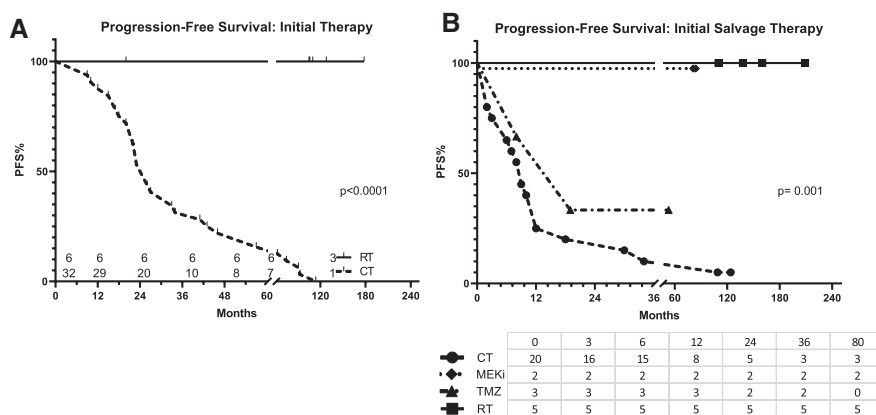 A
Progression-Free Survival: Initial Therapy
100
50
0
PFS%
p<0.0001
6 6 6 6 6 6 3 RT
32 29 20 10 8 7 1 CT
0 12 24 36 48 60 120 180 240
Months
B
Progression-Free Survival: Initial Salvage Therapy
100
50
0
PFS%
p= 0.001
0 12 24 36 60 120 180 240
Months
0 3 6 12 24 36 80
CT 20 16 15 8 5 3 3
MEKi 2 2 2 2 2 2 2
TMZ 3 3 3 3 2 2 0
RT 5 5 5 5 5 5 5